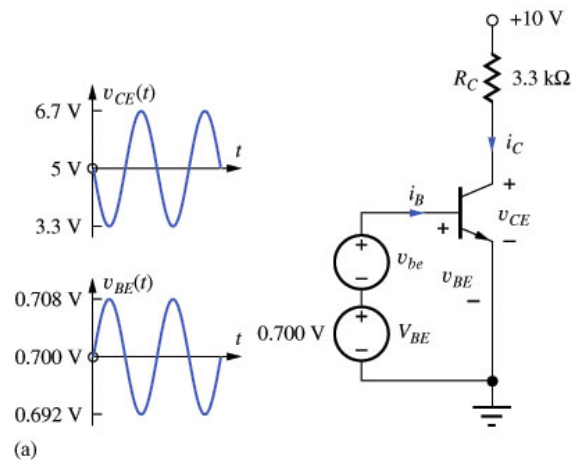 +10 V
v_CE(t)
6.7 V
R_C
3.3 kΩ
t
i_C
5 V
+
i_B
v_CE
3.3 V
+
−
+
v_be
v_BE(t)
−
v_BE
0.708 V
−
t
+
0.700 V
0.700 V
V_BE
−
0.692 V
(a)